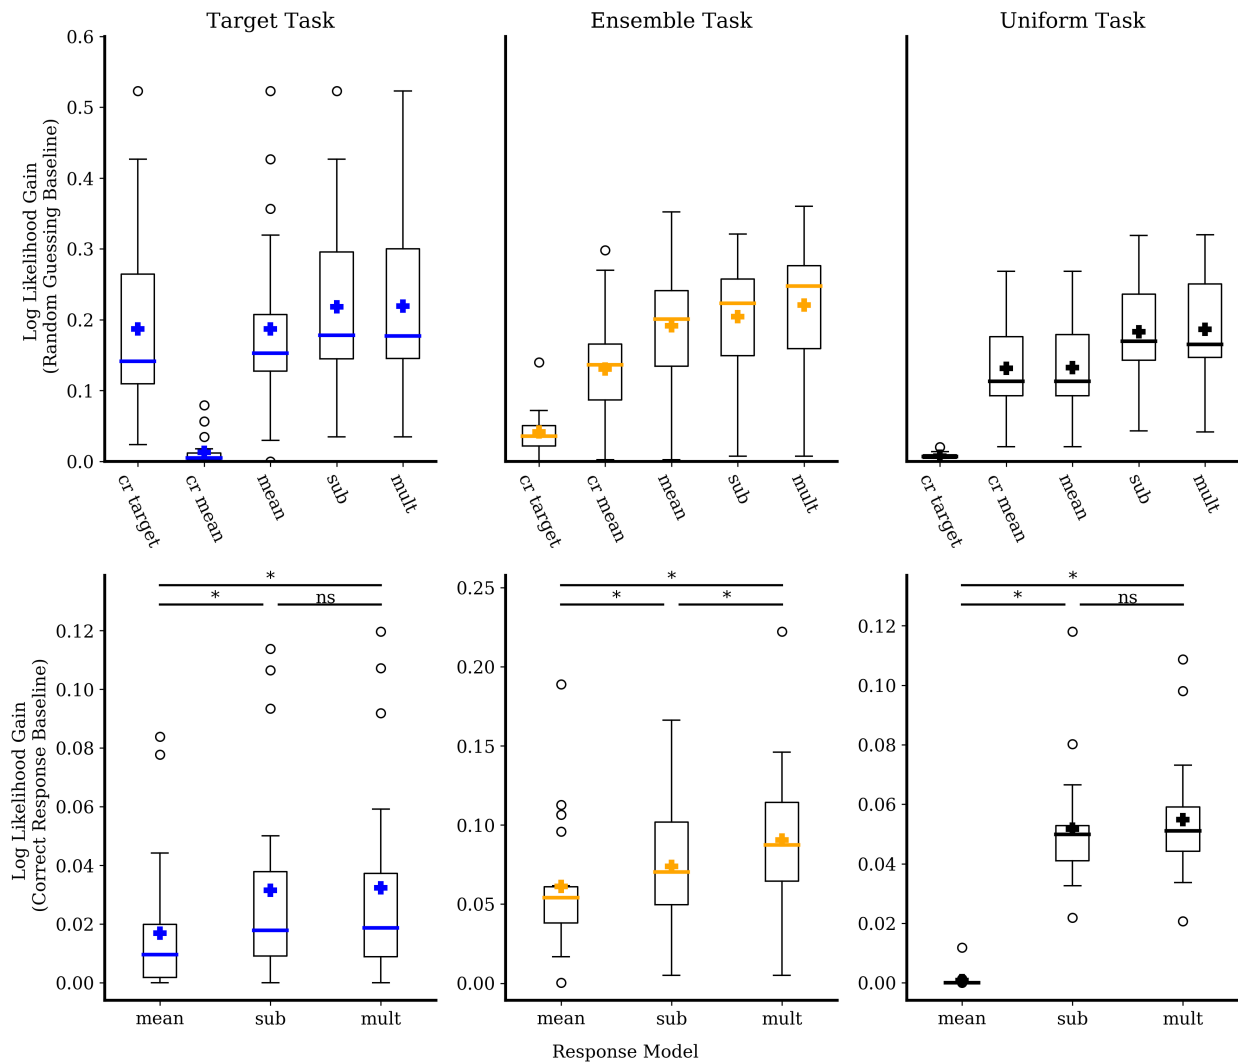 Target Task
Ensemble Task
Uniform Task
Log Likelihood Gain
(Random Guessing Baseline)
0.6
0.5
0.4
0.3
0.2
0.1
0.0
cr target
cr mean
mean
sub
mult
cr target
cr mean
mean
sub
mult
cr target
cr mean
mean
sub
mult
Log Likelihood Gain
(Correct Response Baseline)
*
* ns
0.12
0.10
0.08
0.06
0.04
0.02
0.00
mean sub mult
*
* *
0.25
0.20
0.15
0.10
0.05
0.00
mean sub mult
*
* ns
0.12
0.10
0.08
0.06
0.04
0.02
0.00
mean sub mult
Response Model